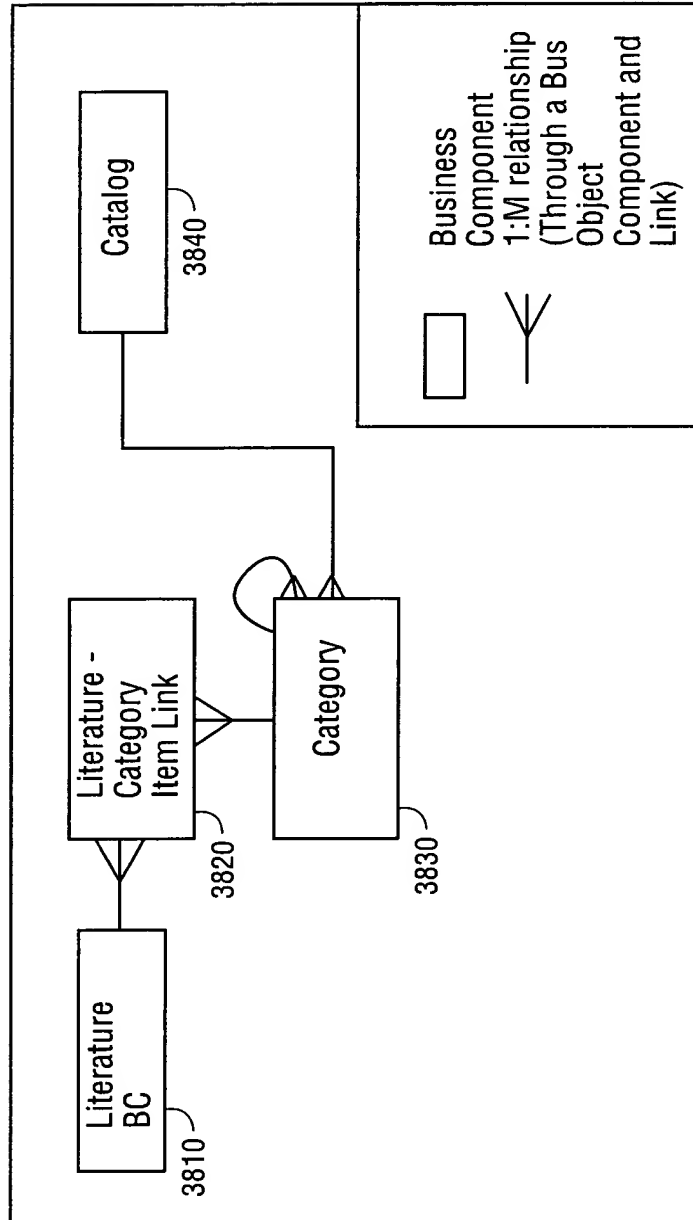 Literature
BC
3810
Literature -
Category
Item Link
3820
Category
3830
Catalog
3840
Business
Component
1:M relationship
(Through a Bus
Object
Component and
Link)